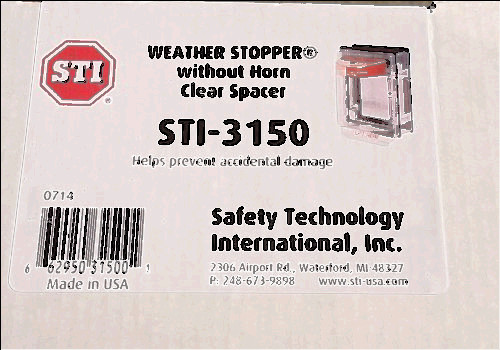 STI®
WEATHER STOPPER®
without Horn
Clear Spacer
STI-3150
Helps prevent accidental damage
0714
6 62950 31500 1
Made in USA
Safety Technology
International, Inc.
2306 Airport Rd., Waterford, MI 48327
P: 248-673-9898 www.sti-usa.com